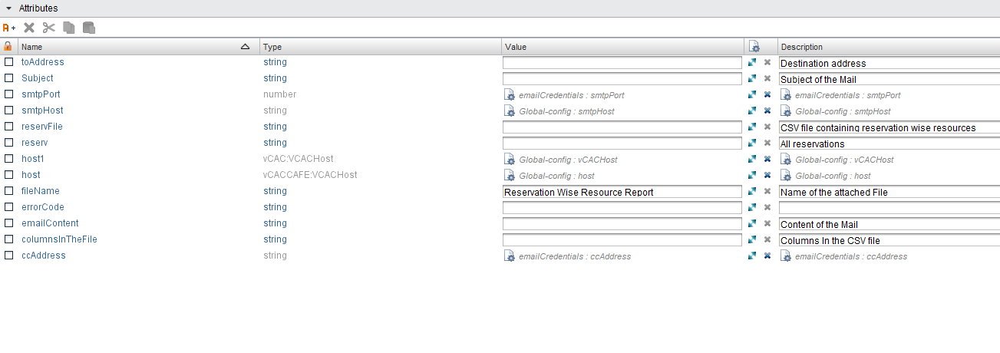 Attributes
A+
Name Type Value Description
toAddress string Destination address
Subject string Subject of the Mail
smtpPort number emailCredentials : smtpPort emailCredentials : smtpPort
smtpHost string Global-config : smtpHost Global-config : smtpHost
reservFile string CSV file containing reservation wise resources
reserv string All reservations
host1 vCAC:VCACHost Global-config : vCACHost Global-config : vCACHost
host vCACCAFE:VCACHost Global-config : host Global-config : host
fileName string Reservation Wise Resource Report Name of the attached File
errorCode string
emailContent string Content of the Mail
columnsInTheFile string Columns In the CSV file
ccAddress string emailCredentials : ccAddress emailCredentials : ccAddress